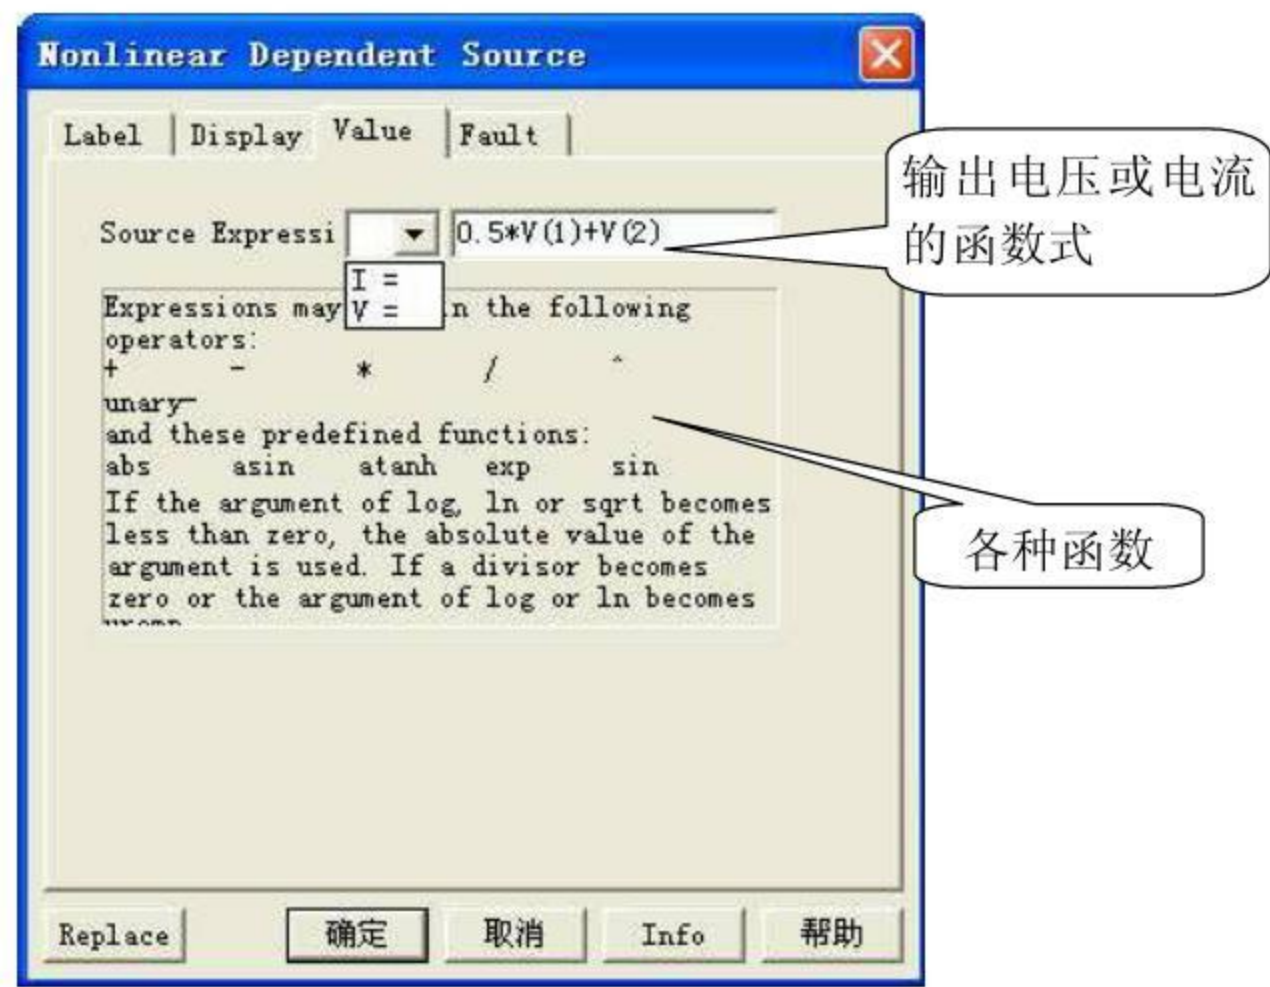 Nonlinear Dependent Source
Label Display Value Fault
Source Expressi 0.5*V(1)+V(2)
I =
V =
Expressions may n the following
operators:
+ - * / ^
unary-
and these predefined functions:
abs asin atanh exp sin
If the argument of log, ln or sqrt becomes
less than zero, the absolute value of the
argument is used. If a divisor becomes
zero or the argument of log or ln becomes
输出电压或电流
的函数式
各种函数
Replace 确定 取消 Info 帮助